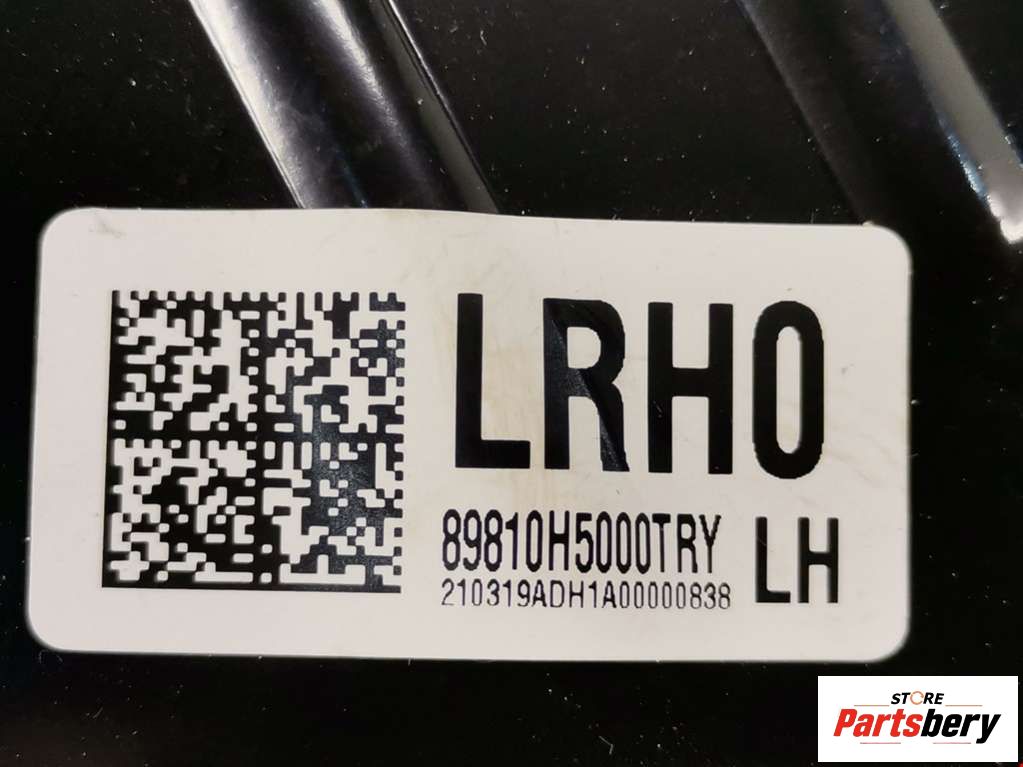 LRH0
89810H5000TRY
210319ADH1A00000838
LH
STORE
Partsbery